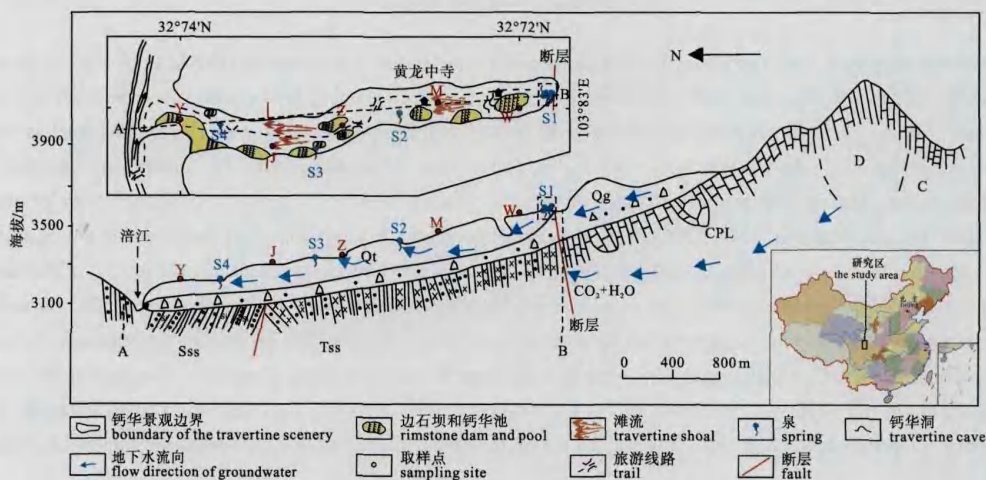 32°74′N
32°72′N
断层
N
黄龙中寺
103°83′E
Y
I
Z
M
B
A
S4
S2
W
S1
J
S3
3900
3500
3100
海拔/m
涪江
D
C
S1
Qg
W
M
S2
CPL
Z
S3
Qt
J
S4
Y
CO₂+H₂O
断层
A
Sss
Tss
B
0 400 800 m
研究区
the study area
钙华景观边界
boundary of the travertine scenery
边石坝和钙华池
rimstone dam and pool
滩流
travertine shoal
泉
spring
钙华洞
travertine cave
地下水流向
flow direction of groundwater
取样点
sampling site
旅游线路
trail
断层
fault